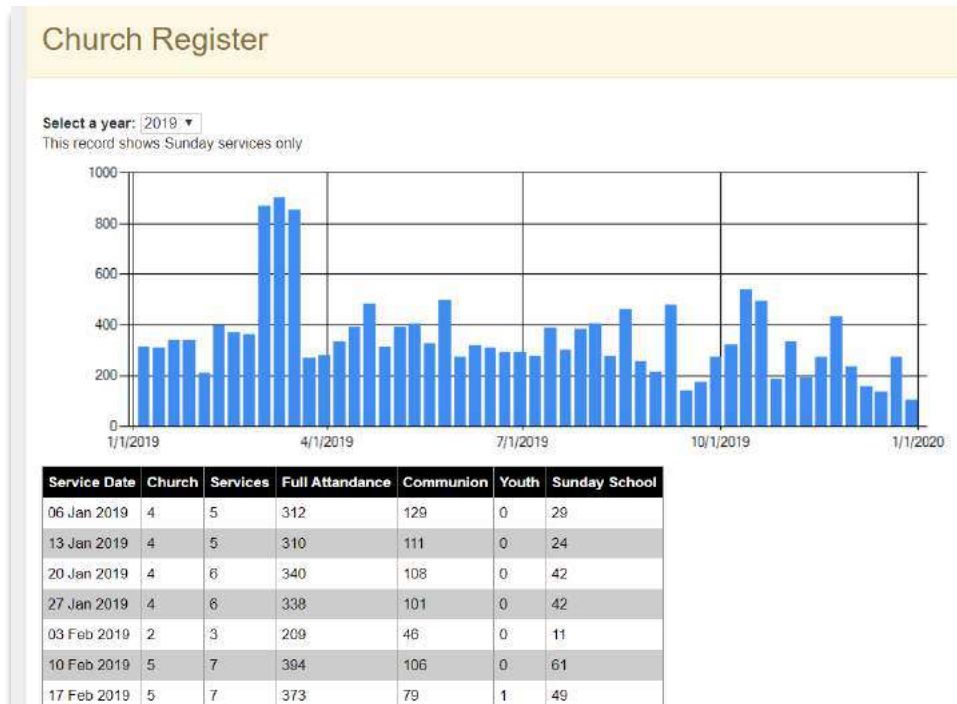 Church Register
Select a year: 2019 ▼
This record shows Sunday services only
1000
800
600
400
200
0
1/1/2019 4/1/2019 7/1/2019 10/1/2019 1/1/2020
Service Date Church Services Full Attandance Communion Youth Sunday School
06 Jan 2019 4 5 312 129 0 29
13 Jan 2019 4 5 310 111 0 24
20 Jan 2019 4 6 340 108 0 42
27 Jan 2019 4 6 338 101 0 42
03 Feb 2019 2 3 209 46 0 11
10 Feb 2019 5 7 394 106 0 61
17 Feb 2019 5 7 373 79 1 49